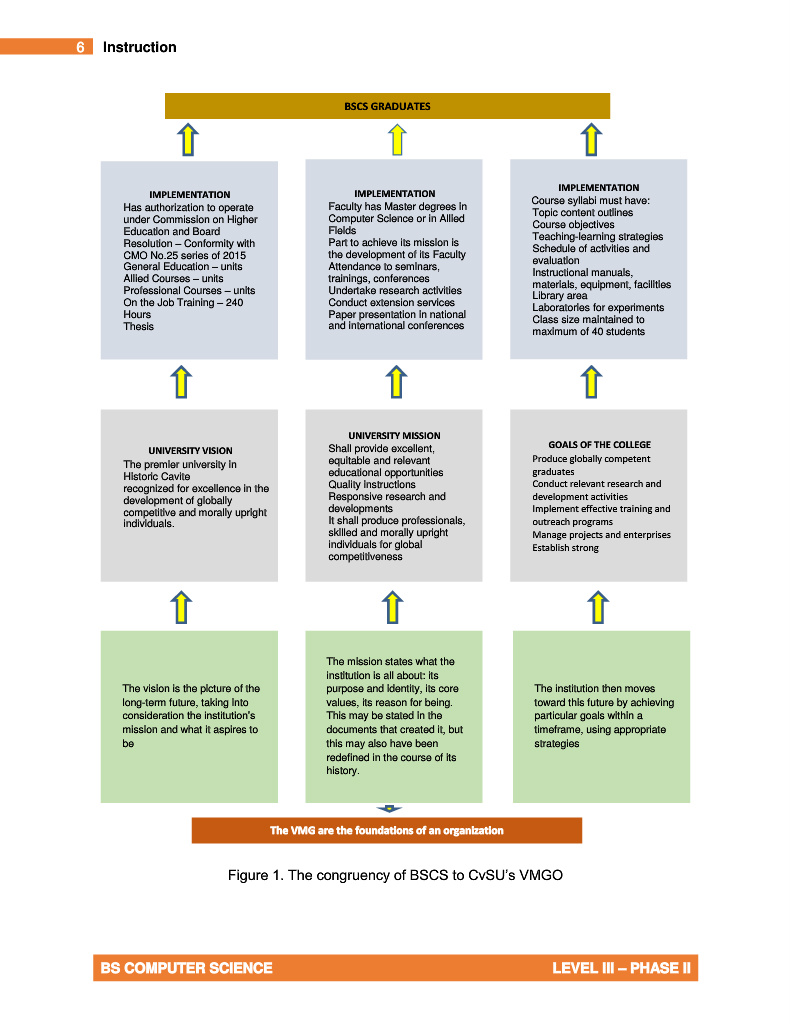 6 Instruction
BSCS GRADUATES
IMPLEMENTATION
Has authorization to operate
under Commission on Higher
Education and Board
Resolution – Conformity with
CMO No.25 series of 2015
General Education – units
Allied Courses – units
Professional Courses – units
On the Job Training – 240
Hours
Thesis
IMPLEMENTATION
Faculty has Master degrees in
Computer Science or in Allied
Fields
Part to achieve its mission is
the development of its Faculty
Attendance to seminars,
trainings, conferences
Undertake research activities
Conduct extension services
Paper presentation in national
and international conferences
IMPLEMENTATION
Course syllabi must have:
Topic content outlines
Course objectives
Teaching-learning strategies
Schedule of activities and
evaluation
Instructional manuals,
materials, equipment, facilities
Library area
Laboratories for experiments
Class size maintained to
maximum of 40 students
UNIVERSITY VISION
The premier university in
Historic Cavite
recognized for excellence in the
development of globally
competitive and morally upright
individuals.
UNIVERSITY MISSION
Shall provide excellent,
equitable and relevant
educational opportunities
Quality Instructions
Responsive research and
developments
It shall produce professionals,
skilled and morally upright
individuals for global
competitiveness
GOALS OF THE COLLEGE
Produce globally competent
graduates
Conduct relevant research and
development activities
Implement effective training and
outreach programs
Manage projects and enterprises
Establish strong
The vision is the picture of the
long-term future, taking into
consideration the institution's
mission and what it aspires to
be
The mission states what the
institution is all about: its
purpose and identity, its core
values, its reason for being.
This may be stated in the
documents that created it, but
this may also have been
redefined in the course of its
history.
The institution then moves
toward this future by achieving
particular goals within a
timeframe, using appropriate
strategies
The VMG are the foundations of an organization
Figure 1. The congruency of BSCS to CvSU's VMGO
BS COMPUTER SCIENCE LEVEL III – PHASE II